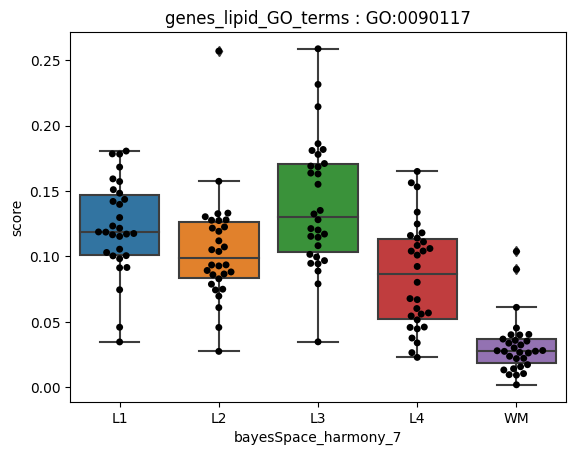 genes_lipid_GO_terms : GO:0090117
score
0.25
0.20
0.15
0.10
0.05
0.00
L1 L2 L3 L4 WM
bayesSpace_harmony_7